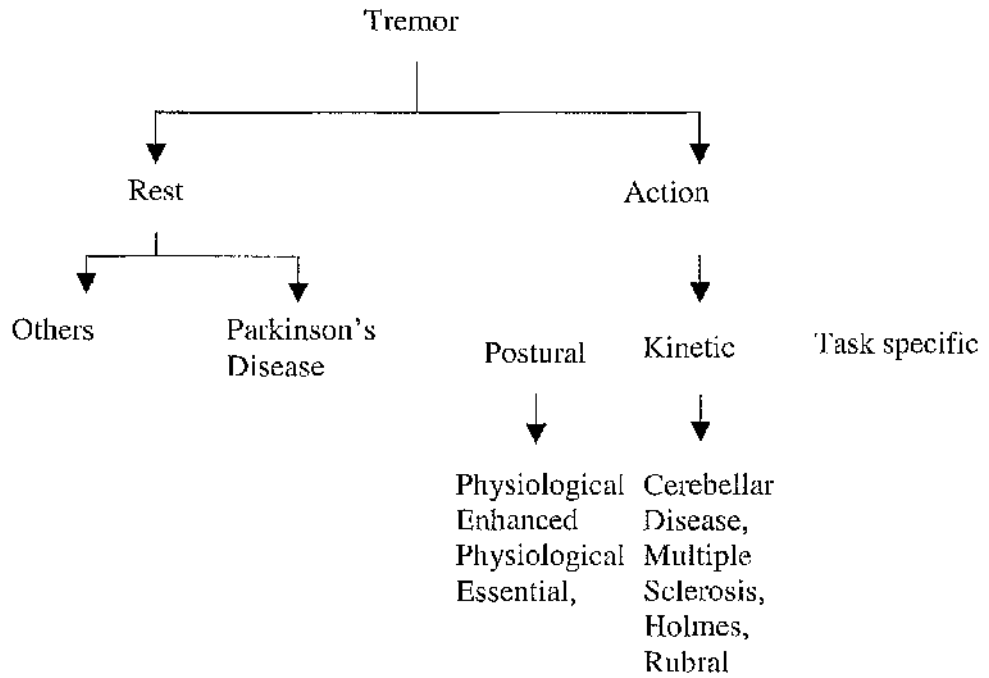 Tremor
Rest
Action
Others
Parkinson's
Disease
Postural
Kinetic
Task specific
Physiological
Enhanced
Physiological
Essential,
Cerebellar
Disease,
Multiple
Sclerosis,
Holmes,
Rubral